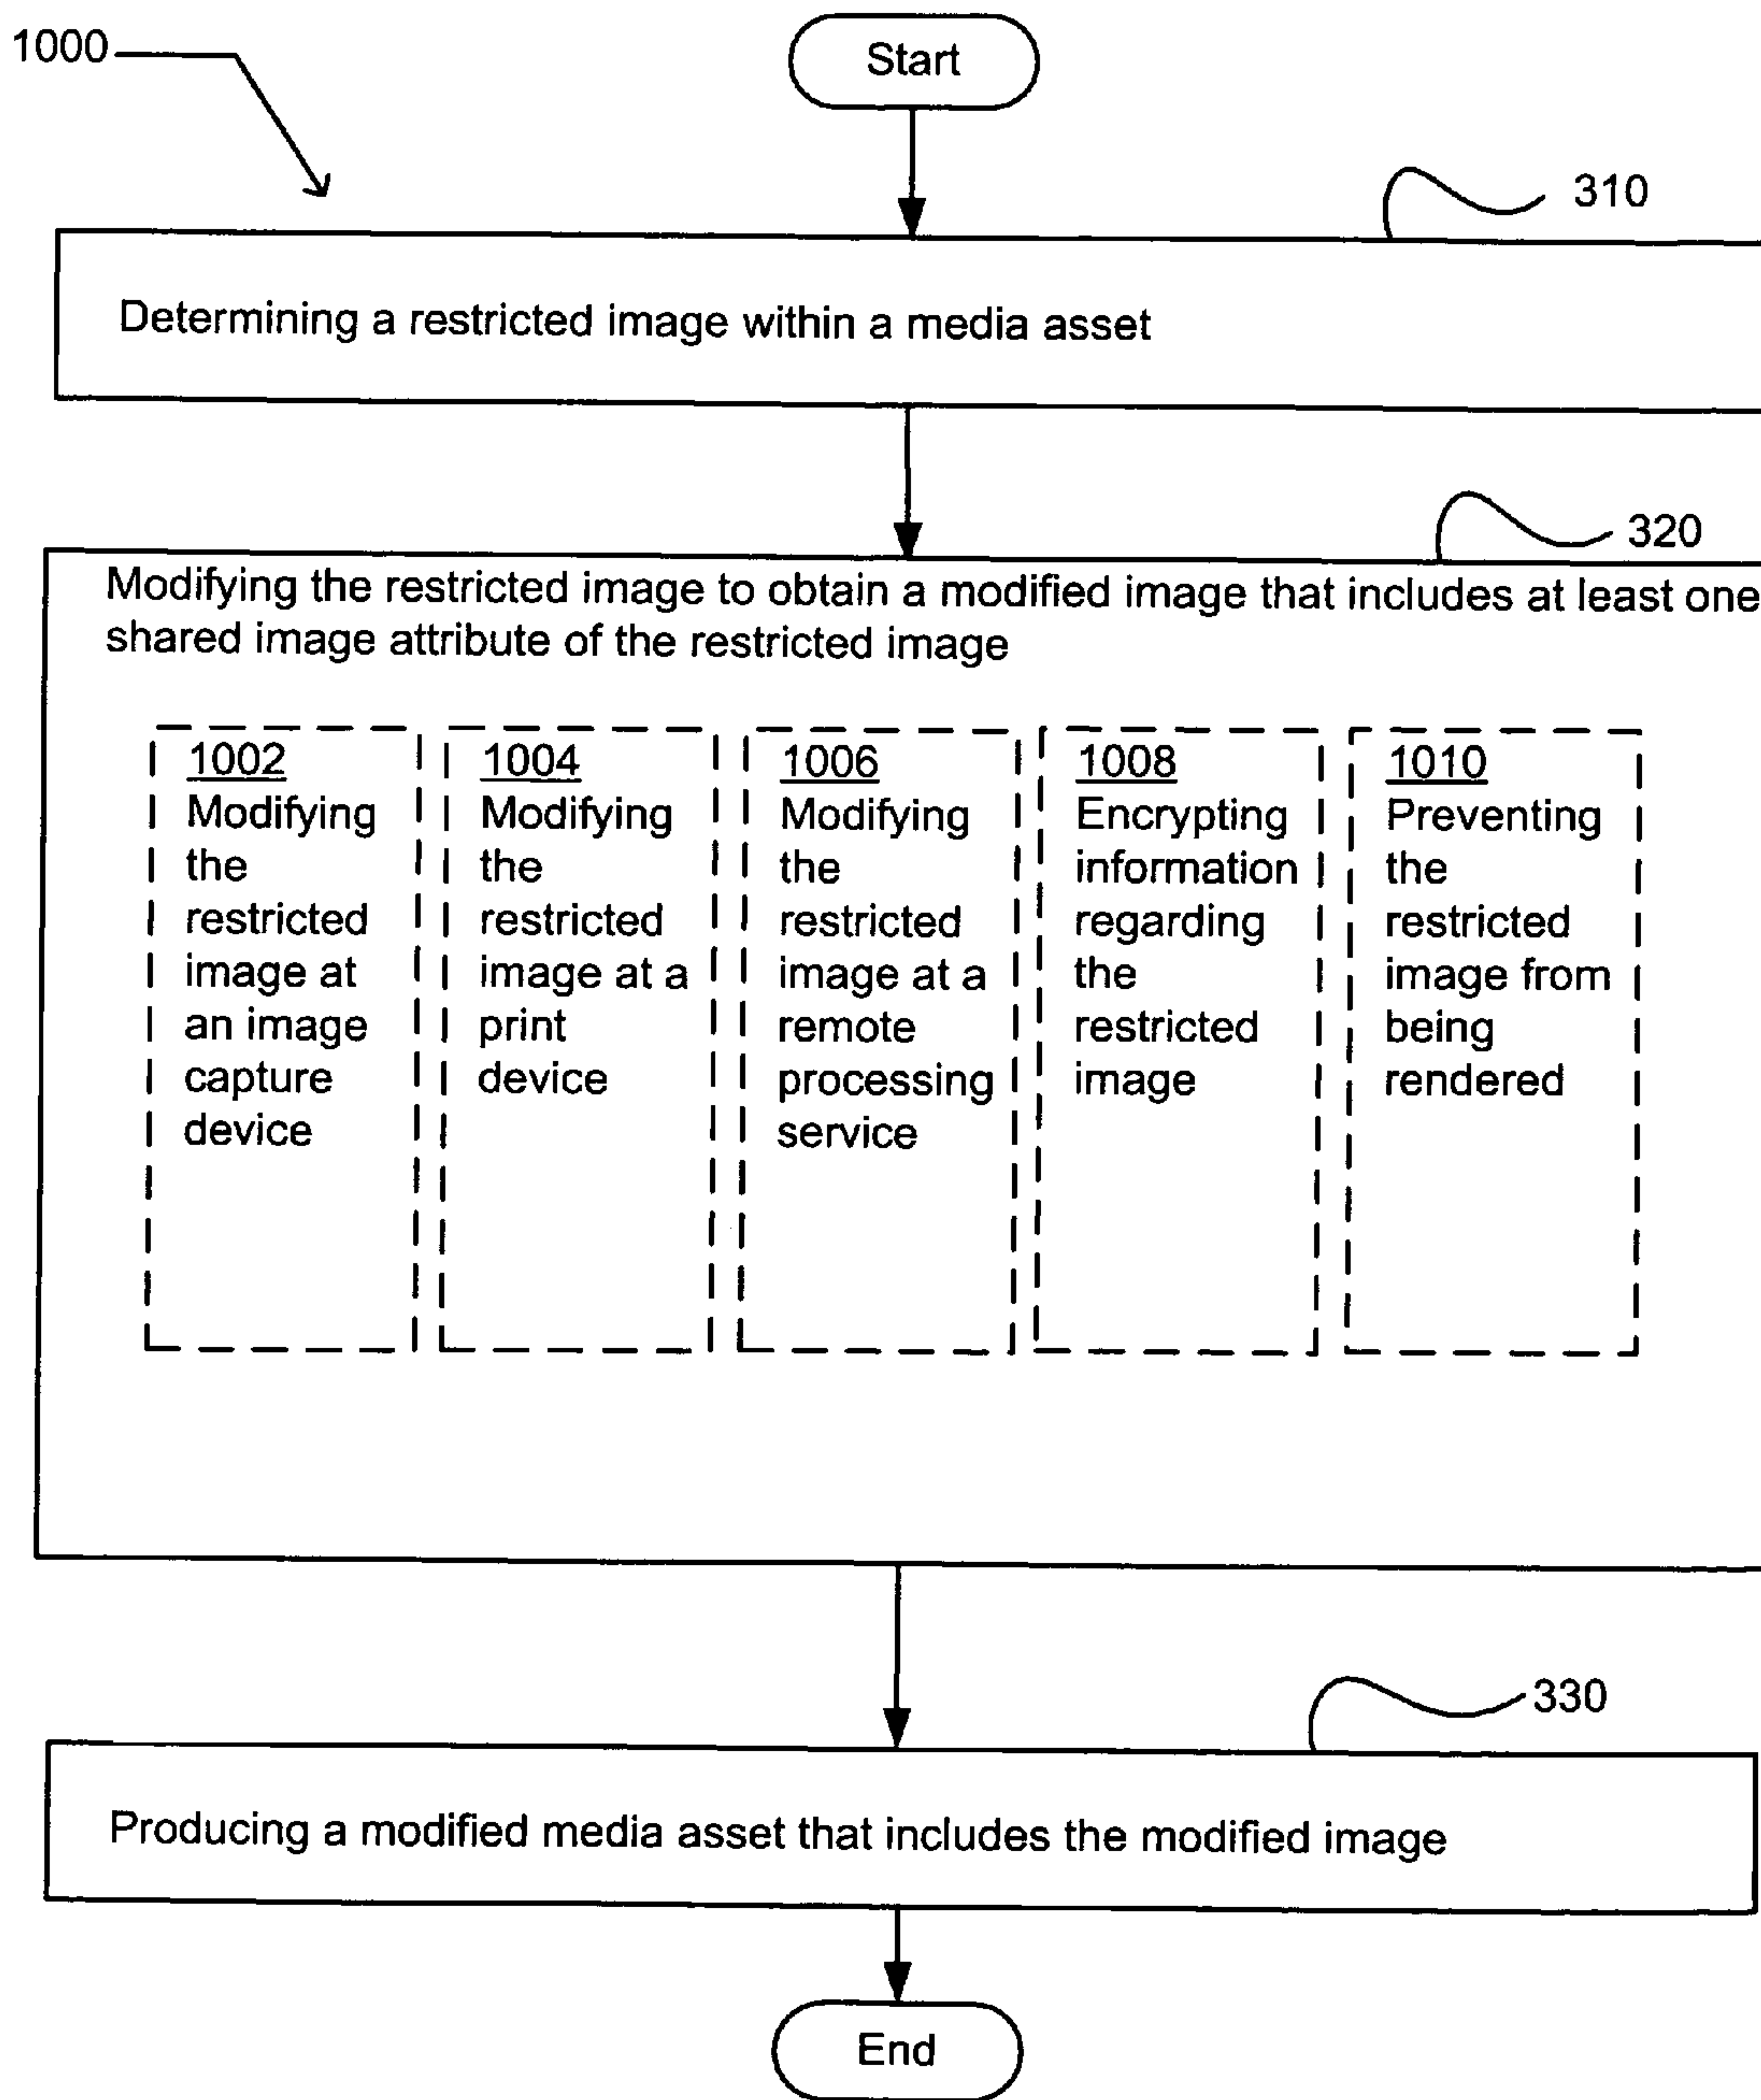 1000
Start
310
Determining a restricted image within a media asset
320
Modifying the restricted image to obtain a modified image that includes at least one
shared image attribute of the restricted image
1002
Modifying
the
restricted
image at
an image
capture
device
1004
Modifying
the
restricted
image at a
print
device
1006
Modifying
the
restricted
image at a
remote
processing
service
1008
Encrypting
information
regarding
the
restricted
image
1010
Preventing
the
restricted
image from
being
rendered
330
Producing a modified media asset that includes the modified image
End